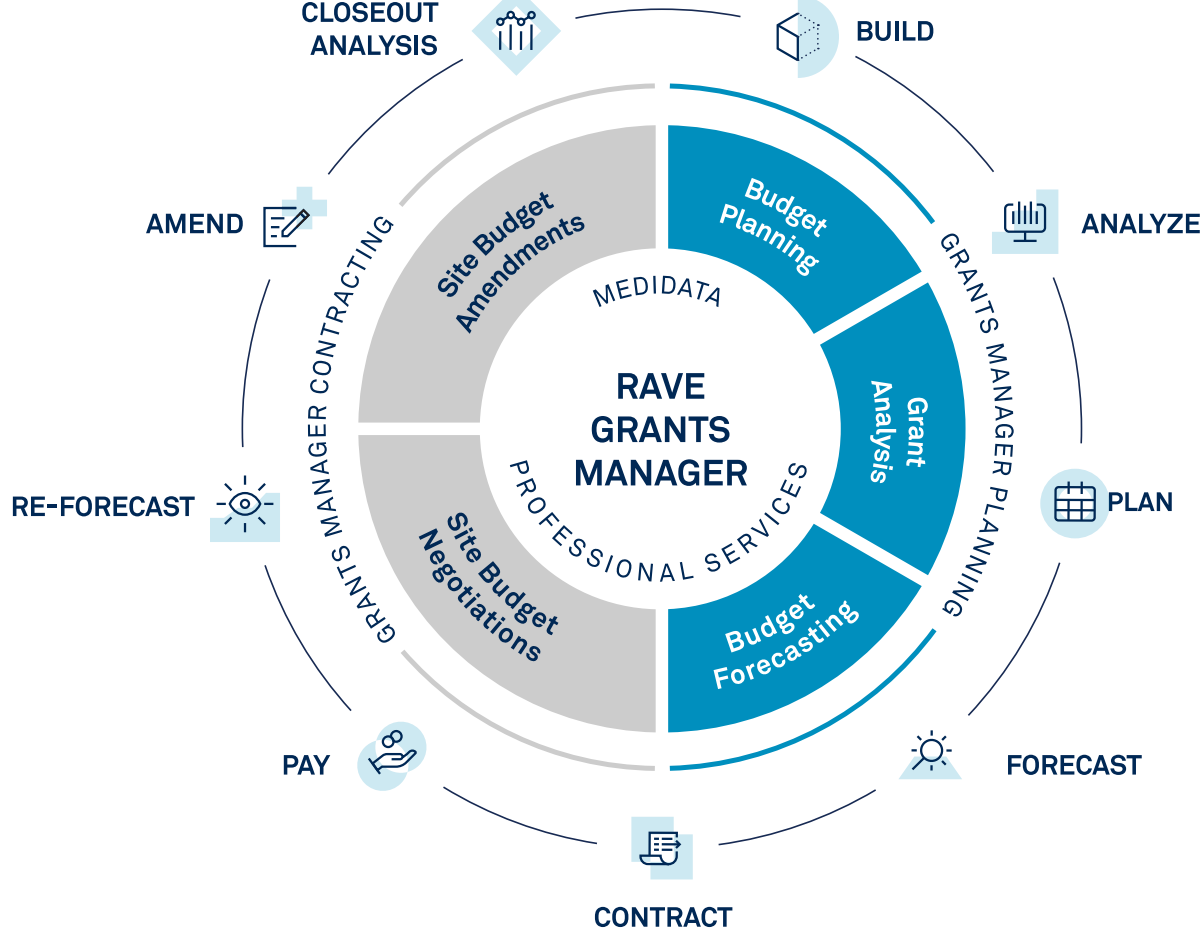 CLOSEOUT
ANALYSIS
BUILD
ANALYZE
PLAN
FORECAST
CONTRACT
PAY
RE-FORECAST
AMEND
GRANTS MANAGER CONTRACTING
GRANTS MANAGER PLANNING
Site Budget
Amendments
Budget
Planning
Grant
Analysis
Budget
Forecasting
Site Budget
Negotiations
MEDIDATA
RAVE
GRANTS
MANAGER
PROFESSIONAL SERVICES